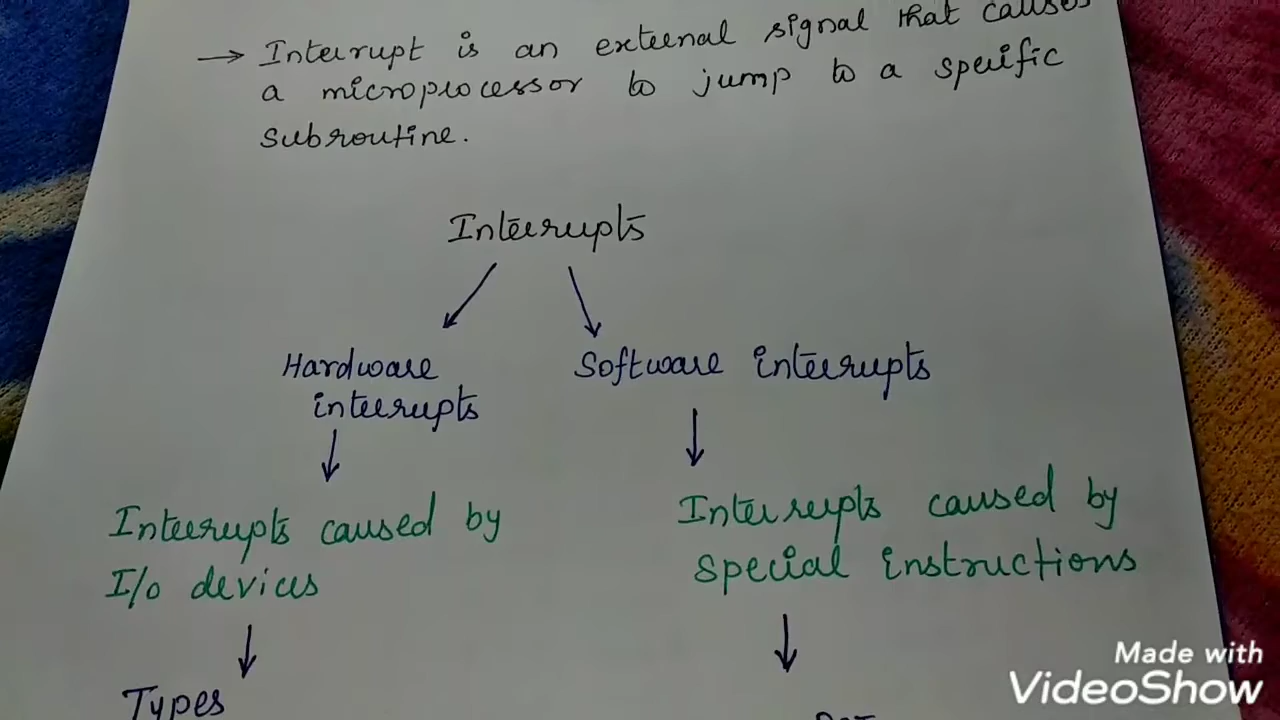 → Interrupt is an external signal that causes
a microprocessor to jump to a specific
subroutine.
Interrupts
Hardware
interrupts
Software interrupts
Interrupts caused by
I/o devices
Interrupts caused by
special instructions
Types
Made with
VideoShow